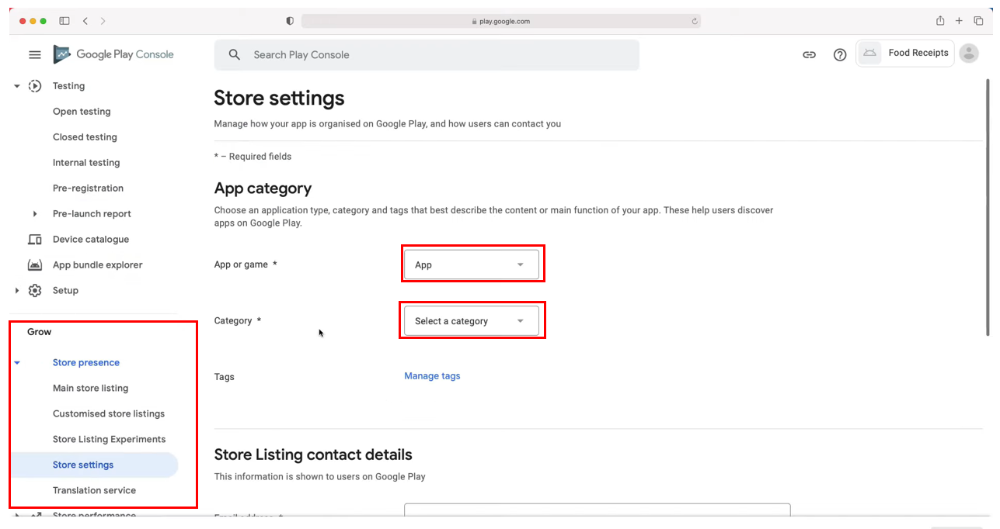 play.google.com
Google Play Console
Search Play Console
Food Receipts
Testing
Open testing
Closed testing
Internal testing
Pre-registration
Pre-launch report
Device catalogue
App bundle explorer
Setup
Grow
Store presence
Main store listing
Customised store listings
Store Listing Experiments
Store settings
Translation service
Store performance
Store settings
Manage how your app is organised on Google Play, and how users can contact you
* – Required fields
App category
Choose an application type, category and tags that best describe the content or main function of your app. These help users discover
apps on Google Play.
App or game *
App
Category *
Select a category
Tags
Manage tags
Store Listing contact details
This information is shown to users on Google Play
Email address *